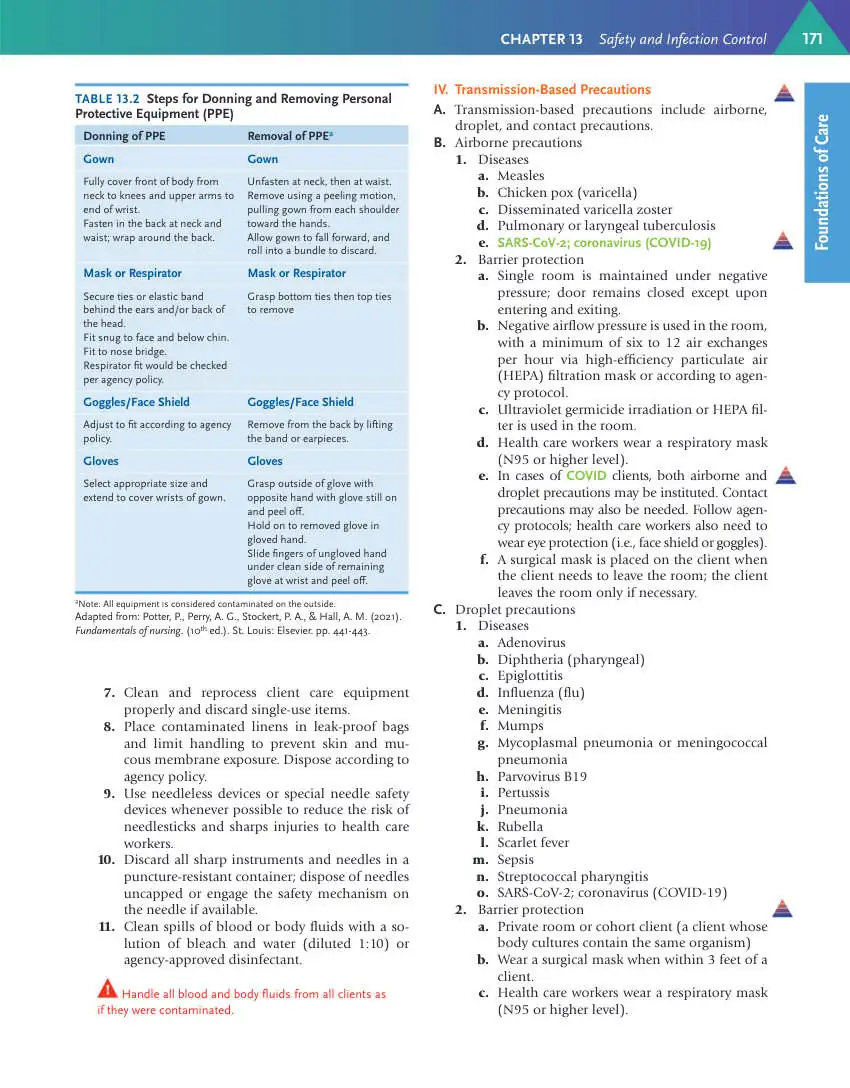 CHAPTER 13 Safety and Infection Control 171
TABLE 13.2 Steps for Donning and Removing Personal
Protective Equipment (PPE)
Donning of PPE Removal of PPEa
Gown Gown
Fully cover front of body from
neck to knees and upper arms to
end of wrist.
Fasten in the back at neck and
waist; wrap around the back.
Unfasten at neck, then at waist.
Remove using a peeling motion,
pulling gown from each shoulder
toward the hands.
Allow gown to fall forward, and
roll into a bundle to discard.
Mask or Respirator Mask or Respirator
Secure ties or elastic band
behind the ears and/or back of
the head.
Fit snug to face and below chin.
Fit to nose bridge.
Respirator fit would be checked
per agency policy.
Grasp bottom ties then top ties
to remove
Goggles/Face Shield Goggles/Face Shield
Adjust to fit according to agency
policy.
Remove from the back by lifting
the band or earpieces.
Gloves Gloves
Select appropriate size and
extend to cover wrists of gown.
Grasp outside of glove with
opposite hand with glove still on
and peel off.
Hold on to removed glove in
gloved hand.
Slide fingers of ungloved hand
under clean side of remaining
glove at wrist and peel off.
aNote: All equipment is considered contaminated on the outside.
Adapted from: Potter, P., Perry, A. G., Stockert, P. A., & Hall, A. M. (2021).
Fundamentals of nursing. (10th ed.). St. Louis: Elsevier. pp. 441-443.
7. Clean and reprocess client care equipment
properly and discard single-use items.
8. Place contaminated linens in leak-proof bags
and limit handling to prevent skin and mu-
cous membrane exposure. Dispose according to
agency policy.
9. Use needleless devices or special needle safety
devices whenever possible to reduce the risk of
needlesticks and sharps injuries to health care
workers.
10. Discard all sharp instruments and needles in a
puncture-resistant container; dispose of needles
uncapped or engage the safety mechanism on
the needle if available.
11. Clean spills of blood or body fluids with a so-
lution of bleach and water (diluted 1:10) or
agency-approved disinfectant.
Handle all blood and body fluids from all clients as
if they were contaminated.
IV. Transmission-Based Precautions
A. Transmission-based precautions include airborne,
droplet, and contact precautions.
B. Airborne precautions
1. Diseases
a. Measles
b. Chicken pox (varicella)
c. Disseminated varicella zoster
d. Pulmonary or laryngeal tuberculosis
e. SARS-CoV-2; coronavirus (COVID-19)
2. Barrier protection
a. Single room is maintained under negative
pressure; door remains closed except upon
entering and exiting.
b. Negative airflow pressure is used in the room,
with a minimum of six to 12 air exchanges
per hour via high-efficiency particulate air
(HEPA) filtration mask or according to agen-
cy protocol.
c. Ultraviolet germicide irradiation or HEPA fil-
ter is used in the room.
d. Health care workers wear a respiratory mask
(N95 or higher level).
e. In cases of COVID clients, both airborne and
droplet precautions may be instituted. Contact
precautions may also be needed. Follow agen-
cy protocols; health care workers also need to
wear eye protection (i.e., face shield or goggles).
f. A surgical mask is placed on the client when
the client needs to leave the room; the client
leaves the room only if necessary.
C. Droplet precautions
1. Diseases
a. Adenovirus
b. Diphtheria (pharyngeal)
c. Epiglottitis
d. Influenza (flu)
e. Meningitis
f. Mumps
g. Mycoplasmal pneumonia or meningococcal
pneumonia
h. Parvovirus B19
i. Pertussis
j. Pneumonia
k. Rubella
l. Scarlet fever
m. Sepsis
n. Streptococcal pharyngitis
o. SARS-CoV-2; coronavirus (COVID-19)
2. Barrier protection
a. Private room or cohort client (a client whose
body cultures contain the same organism)
b. Wear a surgical mask when within 3 feet of a
client.
c. Health care workers wear a respiratory mask
(N95 or higher level).
Foundations of Care